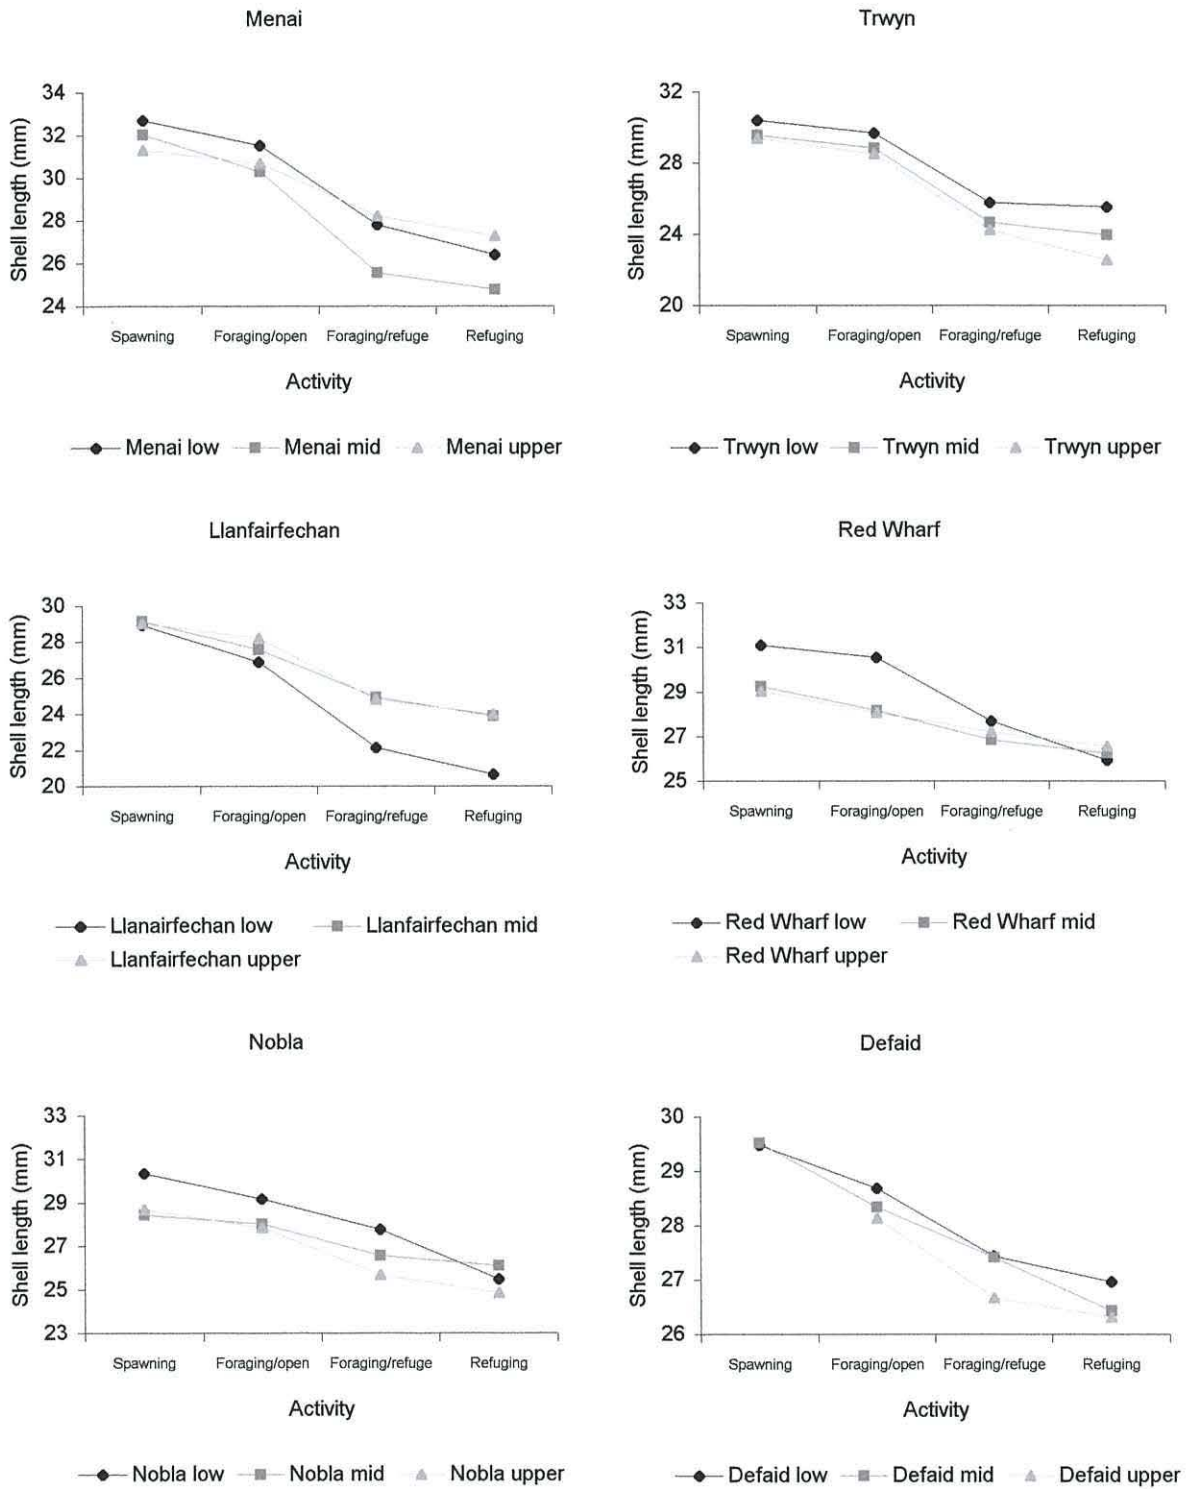 Menai
Shell length (mm)
34
32
30
28
26
24
Spawning Foraging/open Foraging/refuge Refuging
Activity
Menai low Menai mid Menai upper
Trwyn
Shell length (mm)
32
28
24
20
Spawning Foraging/open Foraging/refuge Refuging
Activity
Trwyn low Trwyn mid Trwyn upper
Llanfairfechan
Shell length (mm)
30
28
26
24
22
20
Spawning Foraging/open Foraging/refuge Refuging
Activity
Llanairfechan low Llanfairfechan mid
Llanfairfechan upper
Red Wharf
Shell length (mm)
33
31
29
27
25
Spawning Foraging/open Foraging/refuge Refuging
Activity
Red Wharf low Red Wharf mid
Red Wharf upper
Nobla
Shell length (mm)
33
31
29
27
25
23
Spawning Foraging/open Foraging/refuge Refuging
Activity
Nobla low Nobla mid Nobla upper
Defaid
Shell length (mm)
30
29
28
27
26
Spawning Foraging/open Foraging/refuge Refuging
Activity
Defaid low Defaid mid Defaid upper